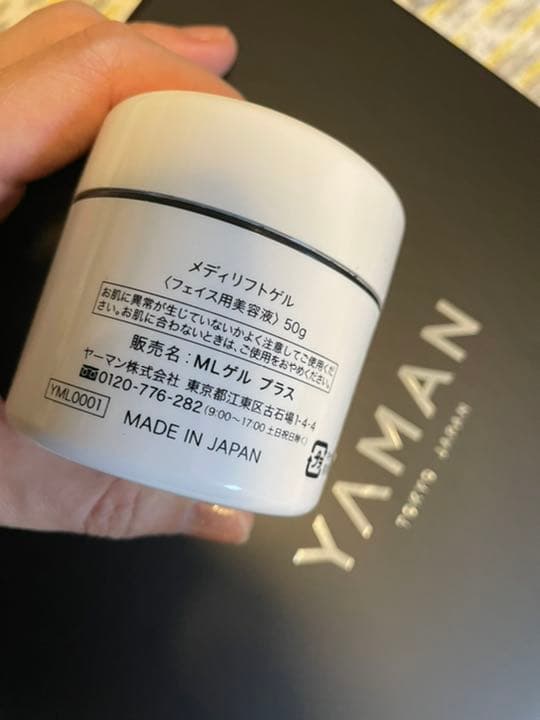 メディリフトゲル
〈フェイス用美容液〉50g
お肌に異常が生じていないかよく注意してご使用くだ
さい。お肌に合わないときは、ご使用をおやめください。
販売名：MLゲル プラス
ヤーマン株式会社 東京都江東区古石場1-4-4
0120-776-282(9:00〜17:00 土日祝日除く)
YML0001
MADE IN JAPAN
プラ
YAMAN
TOKYO JAPAN